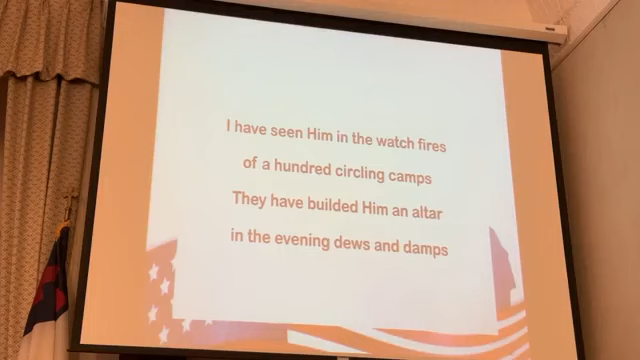 I have seen Him in the watch fires
of a hundred circling camps
They have builded Him an altar
in the evening dews and damps